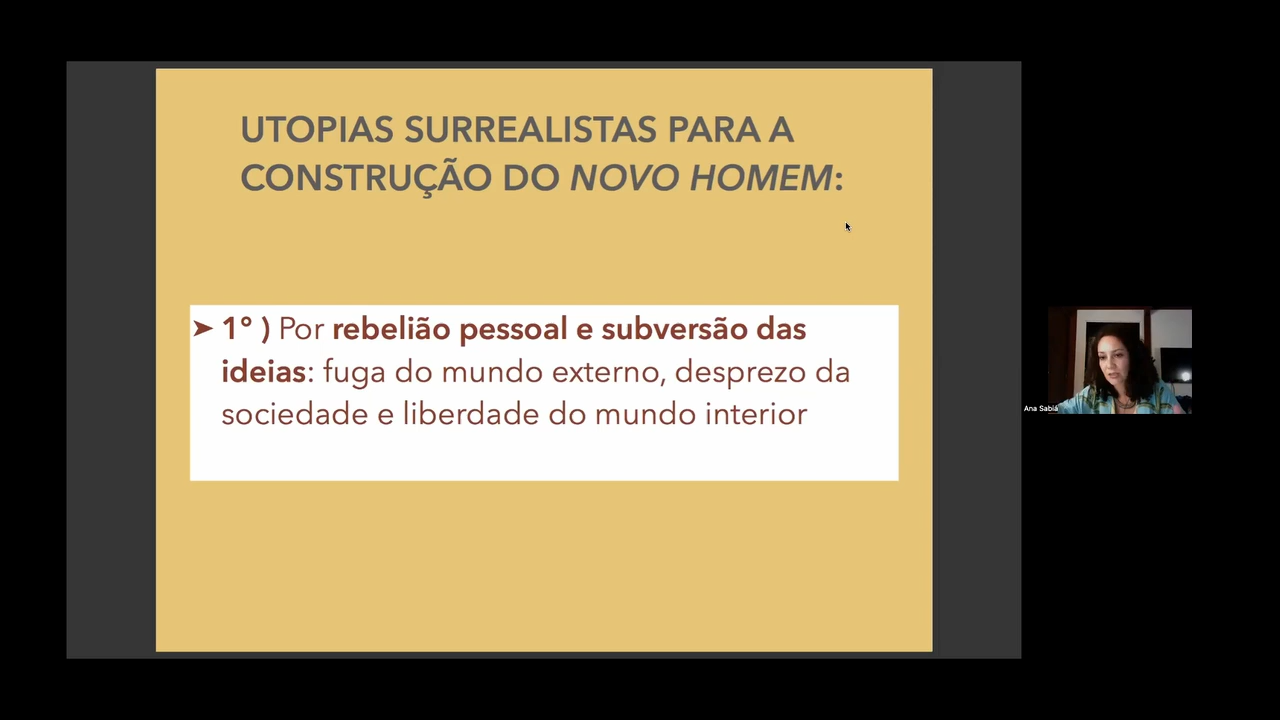 UTOPIAS SURREALISTAS PARA A
CONSTRUÇÃO DO NOVO HOMEM:
➤ 1° ) Por rebelião pessoal e subversão das
ideias: fuga do mundo externo, desprezo da
sociedade e liberdade do mundo interior
Ana Sabiá